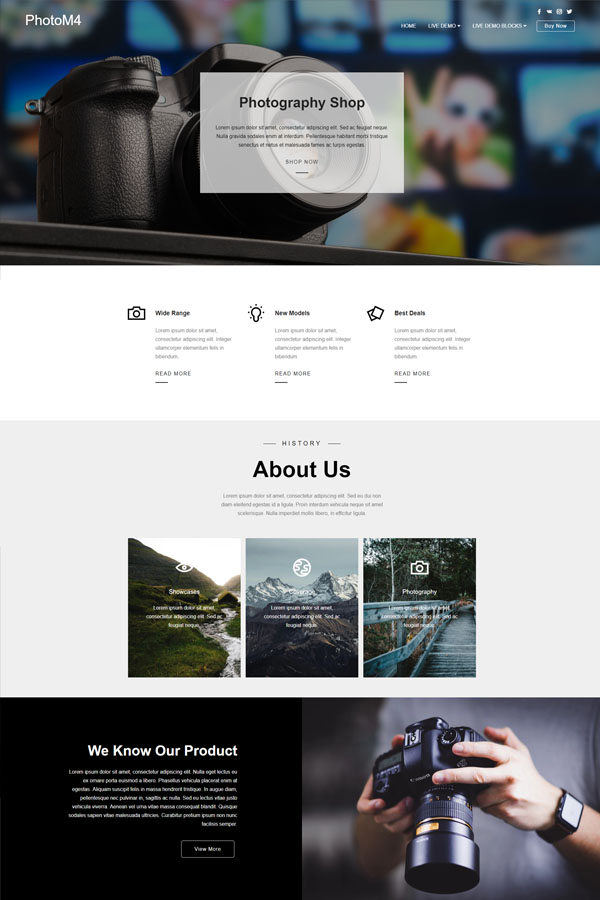 PhotoM4
HOME LIVE DEMO LIVE DEMO BLOCKS Buy Now
Photography Shop
Lorem ipsum dolor sit amet, consectetur adipiscing elit. Sed ac feugiat neque.
Nulla gravida sodales enim at interdum. Pellentesque habitant morbi tristique
senectus et netus et malesuada fames ac turpis egestas.
SHOP NOW
Wide Range
Lorem ipsum dolor sit amet,
consectetur adipiscing elit. Integer
ullamcorper elementum felis in
bibendum.
READ MORE
New Models
Lorem ipsum dolor sit amet,
consectetur adipiscing elit. Integer
ullamcorper elementum felis in
bibendum.
READ MORE
Best Deals
Lorem ipsum dolor sit amet,
consectetur adipiscing elit. Integer
ullamcorper elementum felis in
bibendum.
READ MORE
HISTORY
About Us
Lorem ipsum dolor sit amet, consectetur adipiscing elit. Sed eu dui non
diam eleifend egestas id a ligula. Proin interdum vehicula neque sit amet
scelerisque. Nulla imperdiet mollis libero, in efficitur ligula.
Showcases
Lorem ipsum dolor sit amet,
consectetur adipiscing elit. Sed ac
feugiat neque.
Coverage
Lorem ipsum dolor sit amet,
consectetur adipiscing elit. Sed ac
feugiat neque.
Photography
Lorem ipsum dolor sit amet,
consectetur adipiscing elit. Sed ac
feugiat neque.
We Know Our Product
Lorem ipsum dolor sit amet, consectetur adipiscing elit. Nulla eget lectus eu
ex ornare porta euismod a libero. Phasellus vehicula placerat enim at
egestas. Aliquam suscipit felis in massa hendrerit tristique. In augue diam,
pellentesque nec pulvinar in, sagittis ac nulla. Sed eu lectus vitae justo
vehicula viverra. Aenean vel urna vitae massa consequat blandit. Quisque
sodales sapien vitae malesuada ultricies. Curabitur pretium ipsum non nunc
facilisis semper.
View More